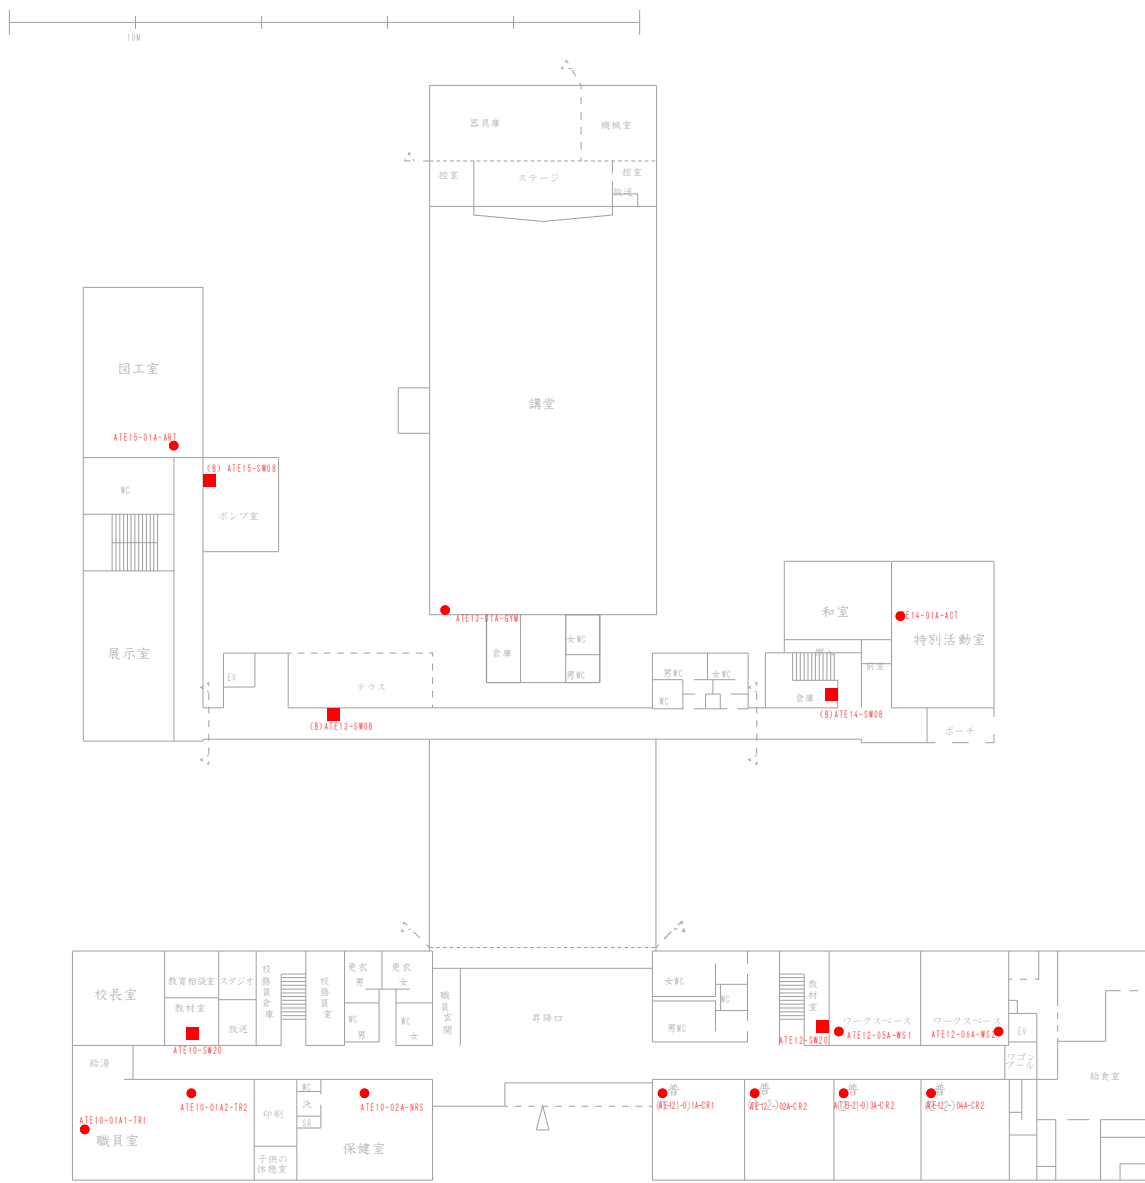 10M
器具庫
機械室
控室
ステージ
控室
放送
図工室
講堂
ATE15-01A-ART
(B) ATE15-SW08
WC
ポンプ室
和室
ATE13-01A-GYM
E14-01A-ACT
特別活動室
倉庫
女WC
男WC
展示室
押入
前室
EV
テラス
男WC
女WC
WC
倉庫
(B)ATE13-SW08
(B)ATE14-SW08
ポーチ
校長室
教育相談室
スタジオ
校務員倉庫
校務員室
更衣
男
更衣
女
職員玄関
女WC
教材室
教材室
放送
WC
男
WC
女
昇降口
WC
男WC
ワークスペース
ワークスペース
EV
ATE10-SW20
ATE12-SW20
ATE12-05A-WS1
ATE12-06A-WS2
給湯
ワゴン
プール
給食室
WC
洗
SR
印刷
ATE10-01A2-TR2
ATE10-02A-NRS
普
普
普
普
ATE12-02A-CR2
ATE10-01A1-TR1
職員室
保健室
子供の
休憩室